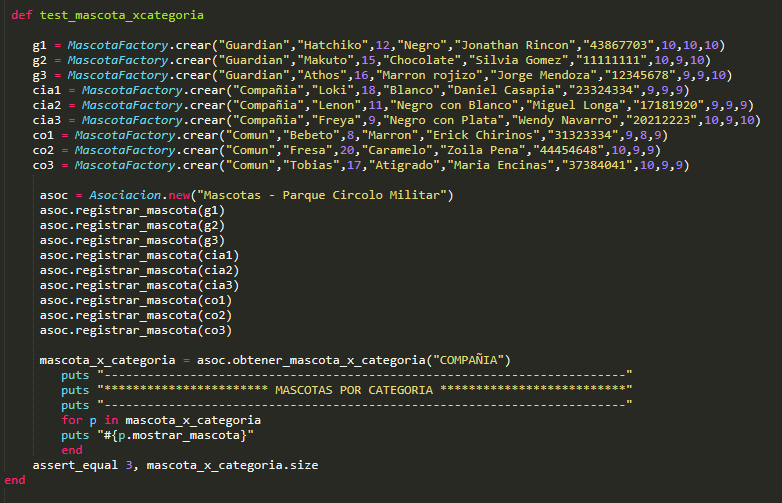 def test_mascota_xcategoria
g1 = MascotaFactory.crear("Guardian","Hatchiko",12,"Negro","Jonathan Rincon","43867703",10,10,10)
g2 = MascotaFactory.crear("Guardian","Makuto",15,"Chocolate","Silvia Gomez","11111111",10,9,10)
g3 = MascotaFactory.crear("Guardian","Athos",16,"Marron rojizo","Jorge Mendoza","12345678",9,9,10)
cia1 = MascotaFactory.crear("Compañia","Loki",18,"Blanco","Daniel Casapia","23324334",9,9,9)
cia2 = MascotaFactory.crear("Compañia","Lenon",11,"Negro con Blanco","Miguel Longa","17181920",9,9,9)
cia3 = MascotaFactory.crear("Compañia","Freya",9,"Negro con Plata","Wendy Navarro","20212223",10,9,10)
co1 = MascotaFactory.crear("Comun","Bebeto",8,"Marron","Erick Chirinos","31323334",9,8,9)
co2 = MascotaFactory.crear("Comun","Fresa",20,"Caramelo","Zoila Pena","44454648",10,9,9)
co3 = MascotaFactory.crear("Comun","Tobias",17,"Atigrado","Maria Encinas","37384041",10,9,9)
asoc = Asociacion.new("Mascotas - Parque Circolo Militar")
asoc.registrar_mascota(g1)
asoc.registrar_mascota(g2)
asoc.registrar_mascota(g3)
asoc.registrar_mascota(cia1)
asoc.registrar_mascota(cia2)
asoc.registrar_mascota(cia3)
asoc.registrar_mascota(co1)
asoc.registrar_mascota(co2)
asoc.registrar_mascota(co3)
mascota_x_categoria = asoc.obtener_mascota_x_categoria("COMPAÑIA")
puts "-------------------------------------------------------------------------"
puts "*********************** MASCOTAS POR CATEGORIA **************************"
puts "-------------------------------------------------------------------------"
for p in mascota_x_categoria
puts "#{p.mostrar_mascota}"
end
assert_equal 3, mascota_x_categoria.size
end